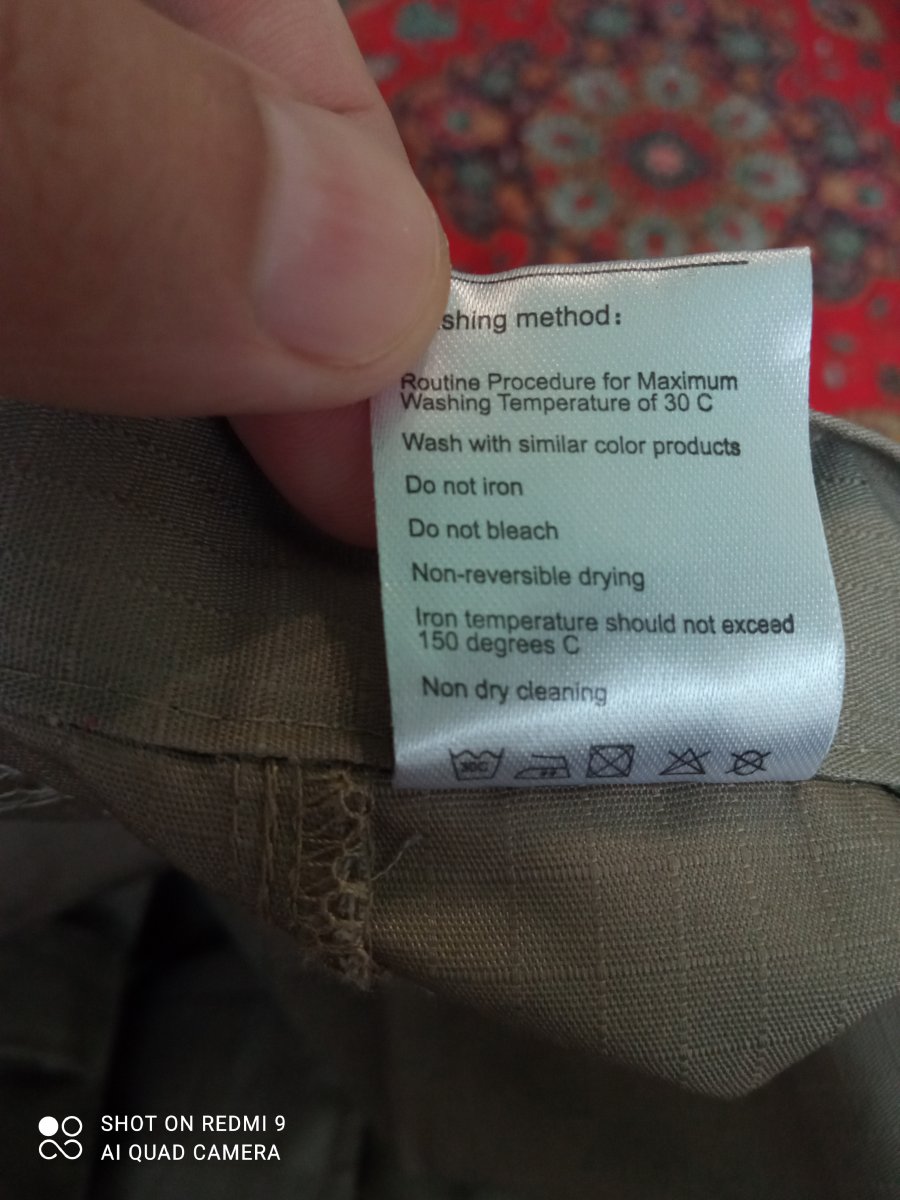 shing method:
Routine Procedure for Maximum
Washing Temperature of 30 C
Wash with similar color products
Do not iron
Do not bleach
Non-reversible drying
Iron temperature should not exceed
150 degrees C
Non dry cleaning
30C
SHOT ON REDMI 9
AI QUAD CAMERA